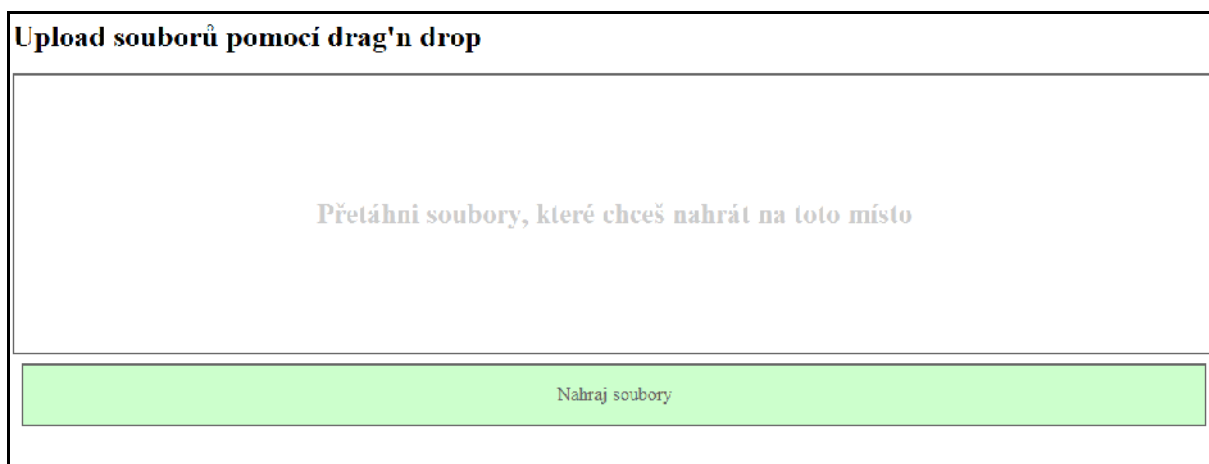 Upload souborů pomocí drag'n drop
Přetáhni soubory, které chceš nahrát na toto místo
Nahraj soubory